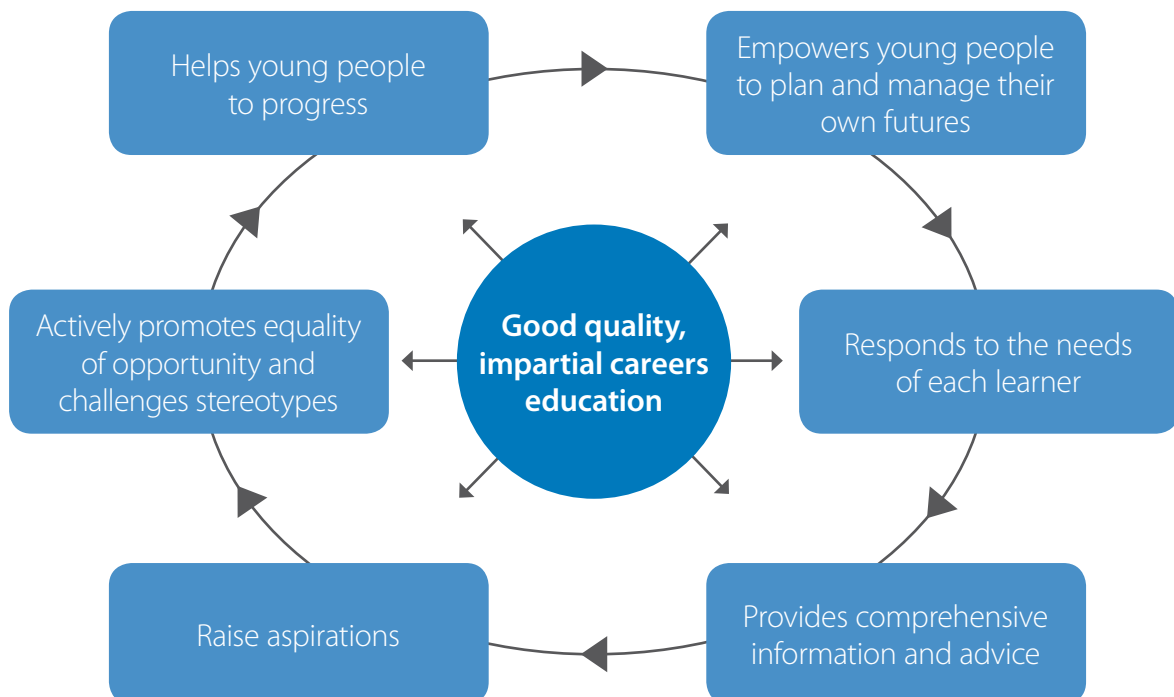 Helps young people
to progress
Empowers young people
to plan and manage their
own futures
Actively promotes equality
of opportunity and
challenges stereotypes
Good quality,
impartial careers
education
Responds to the needs
of each learner
Raise aspirations
Provides comprehensive
information and advice